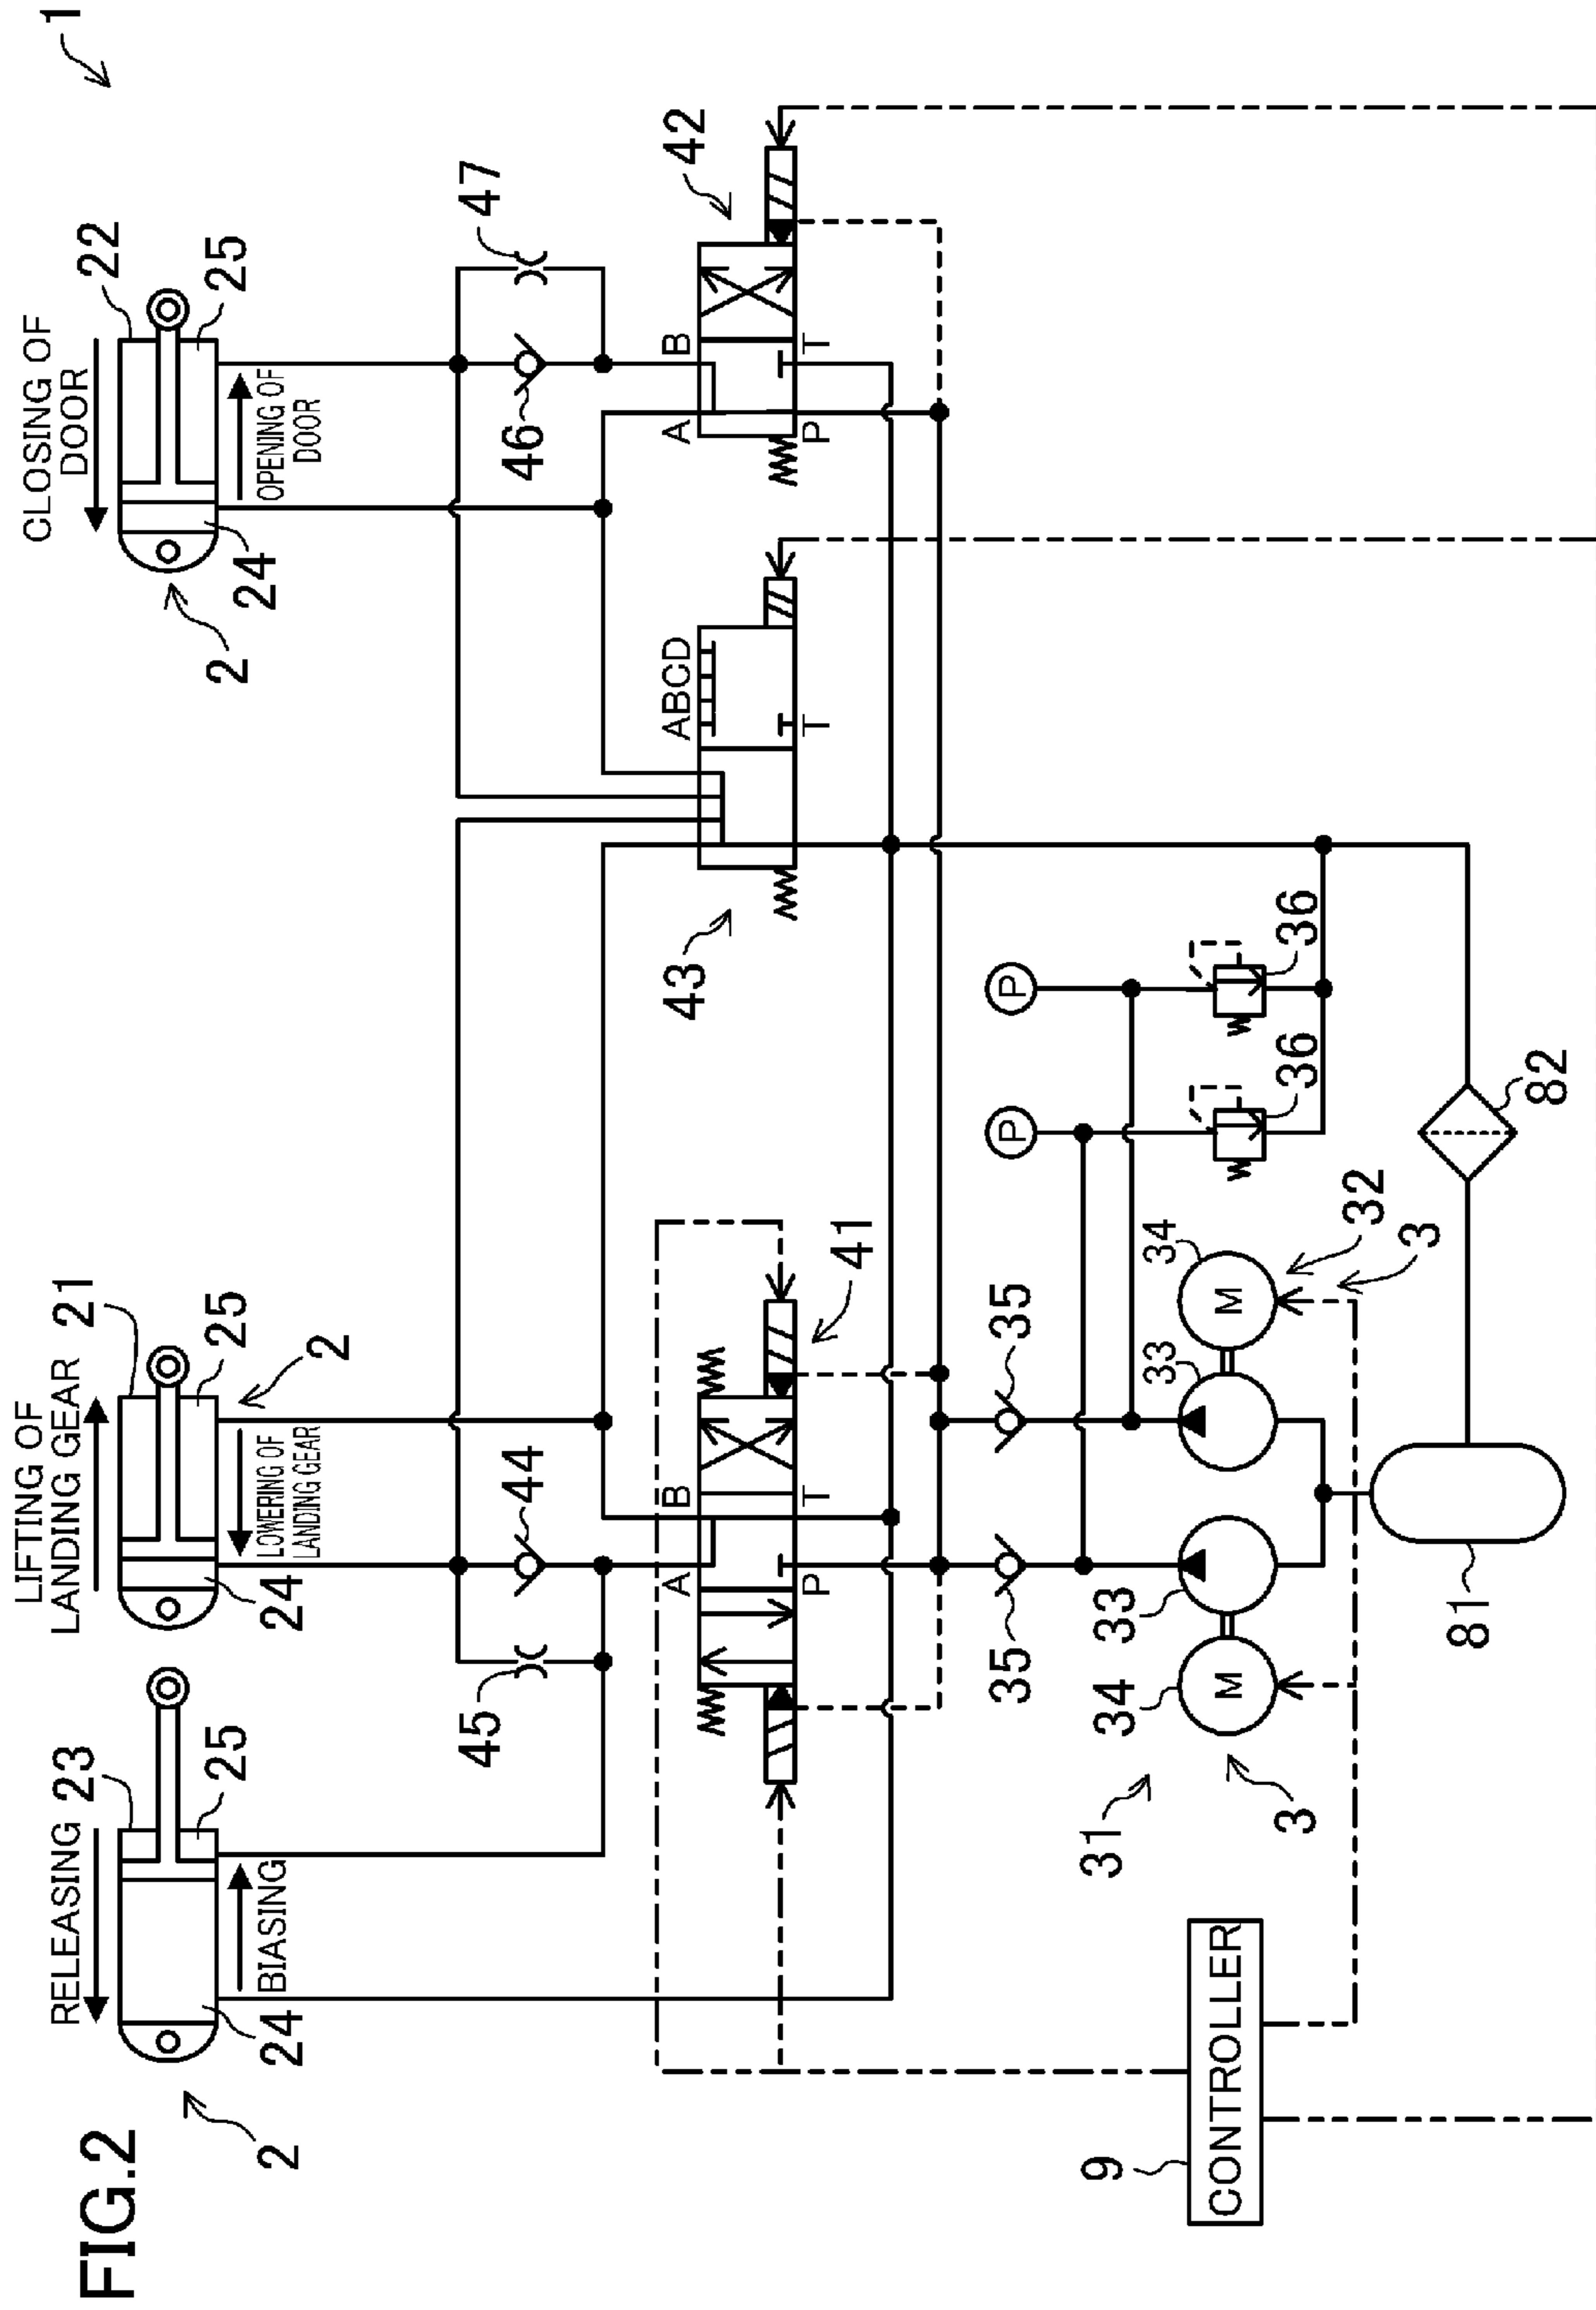 FIG.2
1
RELEASING
23
25
24
BIASING
2
LIFTING OF
LANDING GEAR
21
25
24
LOWERING OF
LANDING GEAR
2
CLOSING OF
DOOR
22
25
24
OPENING OF
DOOR
2
45
44
46
47
A
B
P
T
41
ABCD
T
43
A
B
P
T
42
35
35
P
P
36
36
31
3
34
M
33
33
34
M
32
3
9
CONTROLLER
81
82